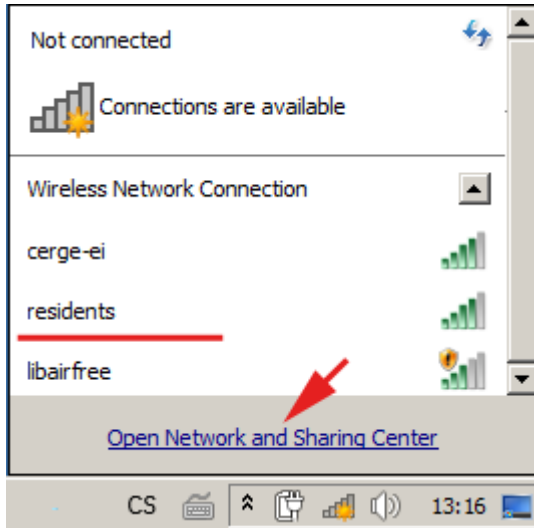 Not connected
Connections are available
Wireless Network Connection
cerge-ei
residents
libairfree
Open Network and Sharing Center
CS
13:16